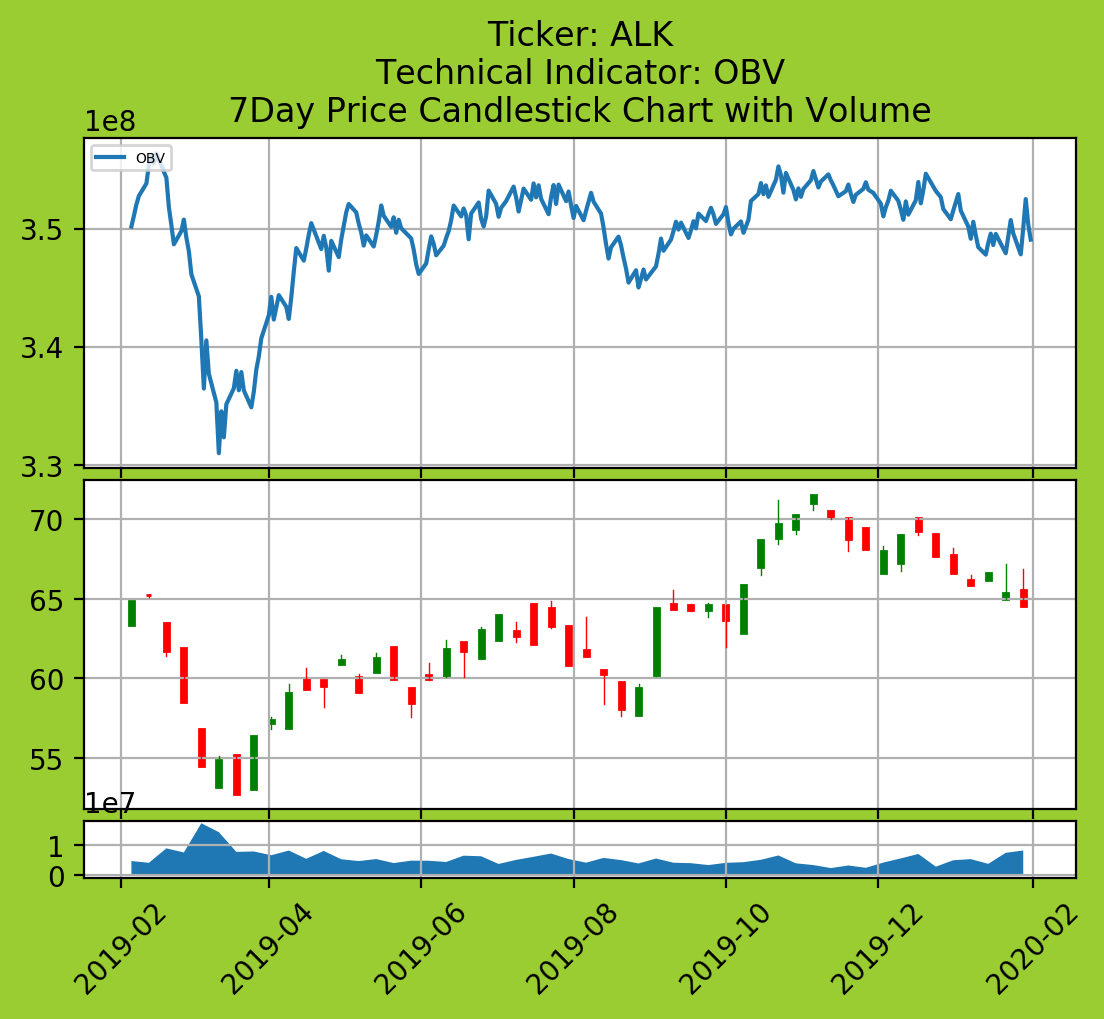 Ticker: ALK
Technical Indicator: OBV
7Day Price Candlestick Chart with Volume
1e8
OBV
3.5
3.4
3.3
70
65
60
55
1e7
1
0
2019-02
2019-04
2019-06
2019-08
2019-10
2019-12
2020-02